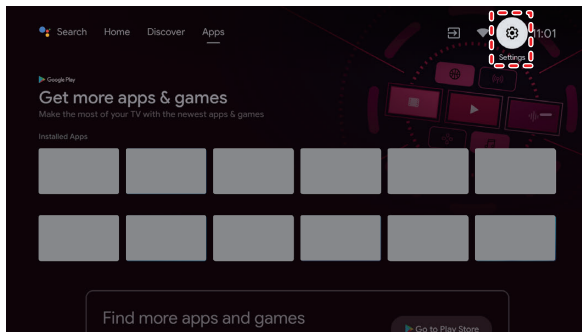 Search Home Discover Apps
11:01
Settings
Google Play
Get more apps & games
Make the most of your TV with the newest apps & games
Installed Apps
Find more apps and games
Go to Play Store